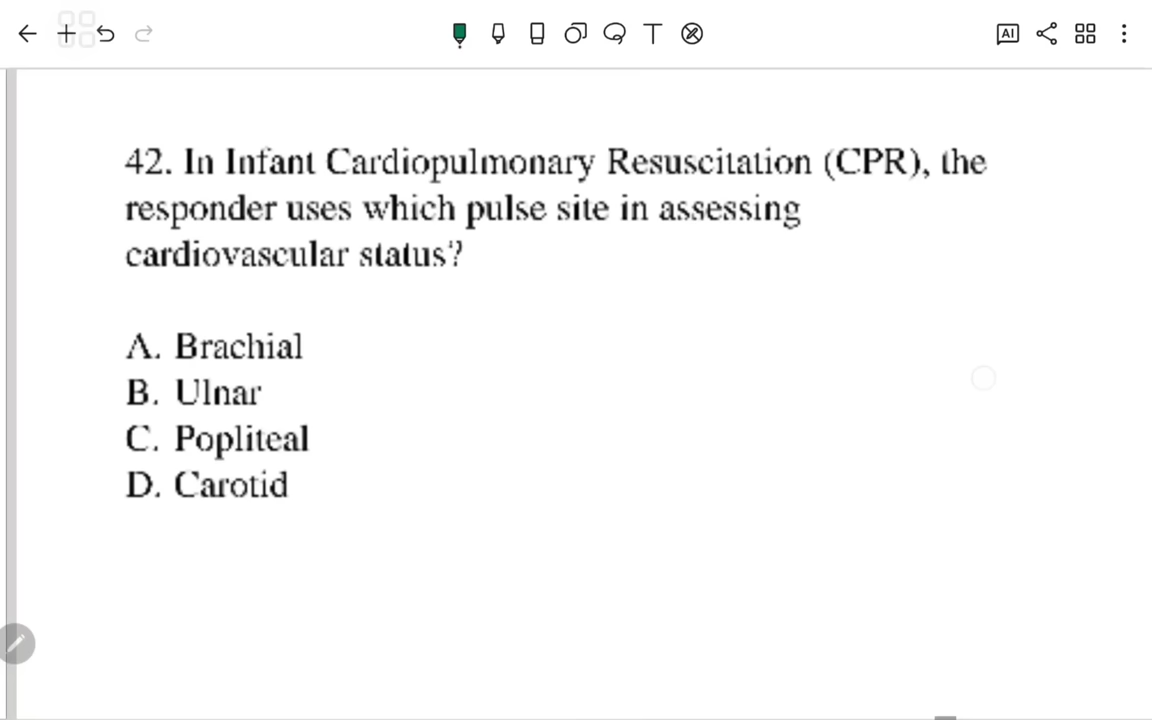 AI
42. In Infant Cardiopulmonary Resuscitation (CPR), the
responder uses which pulse site in assessing
cardiovascular status?
A. Brachial
B. Ulnar
C. Popliteal
D. Carotid